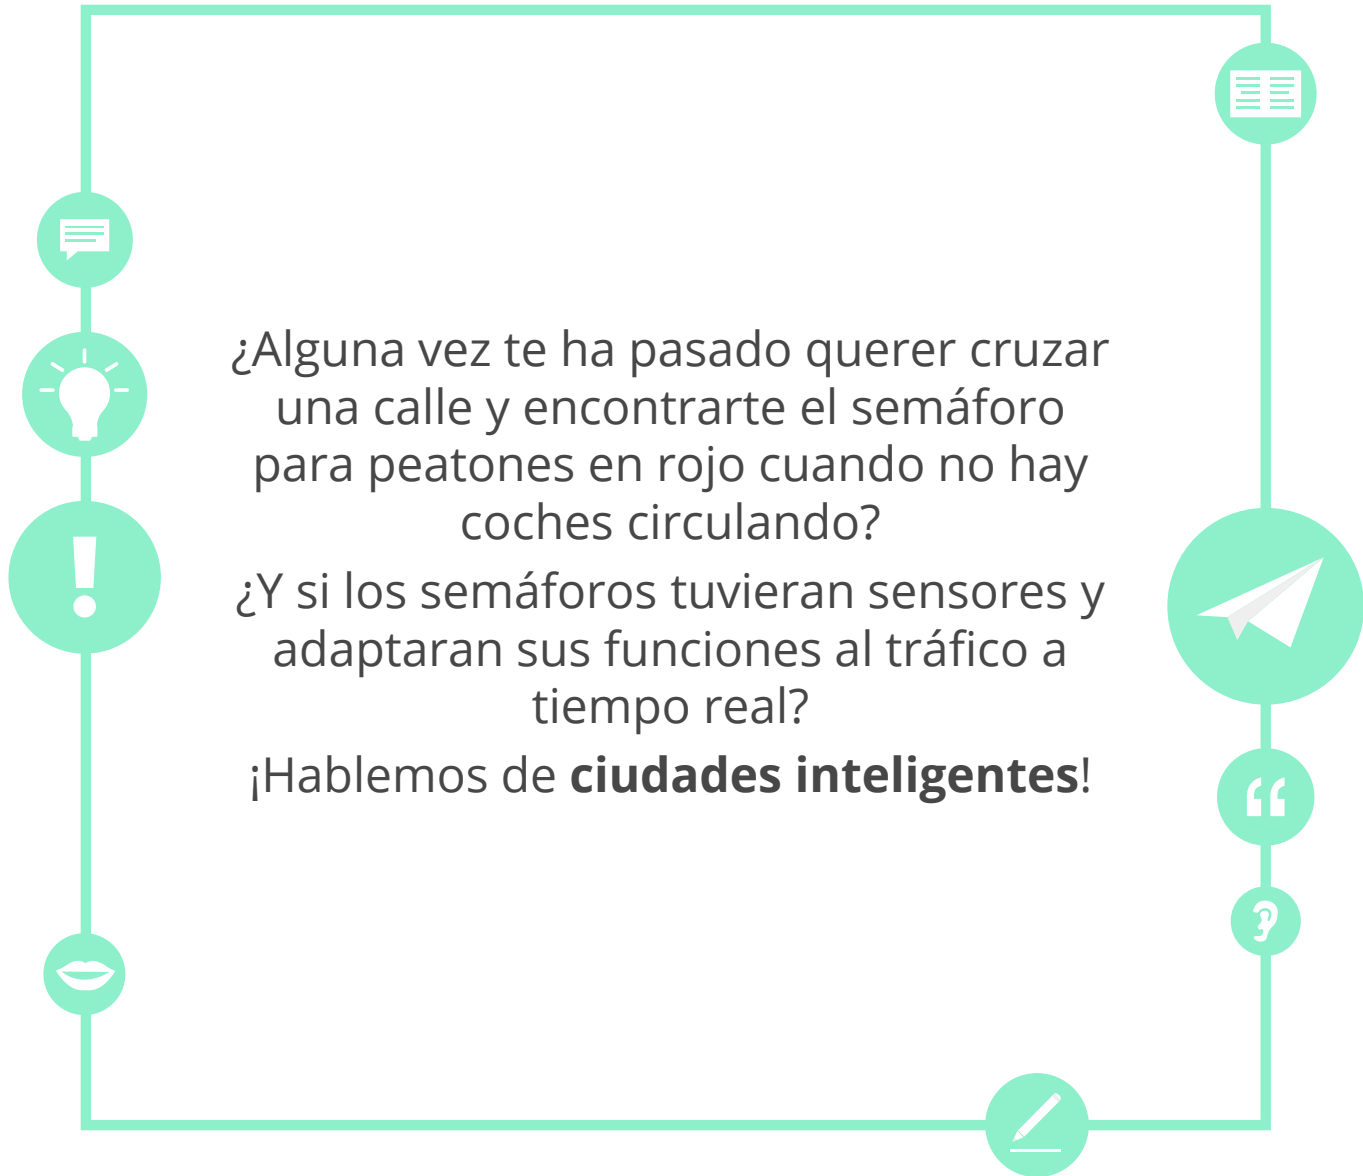 ¿Alguna vez te ha pasado querer cruzar
una calle y encontrarte el semáforo
para peatones en rojo cuando no hay
coches circulando?
¿Y si los semáforos tuvieran sensores y
adaptaran sus funciones al tráfico a
tiempo real?
¡Hablemos de ciudades inteligentes!